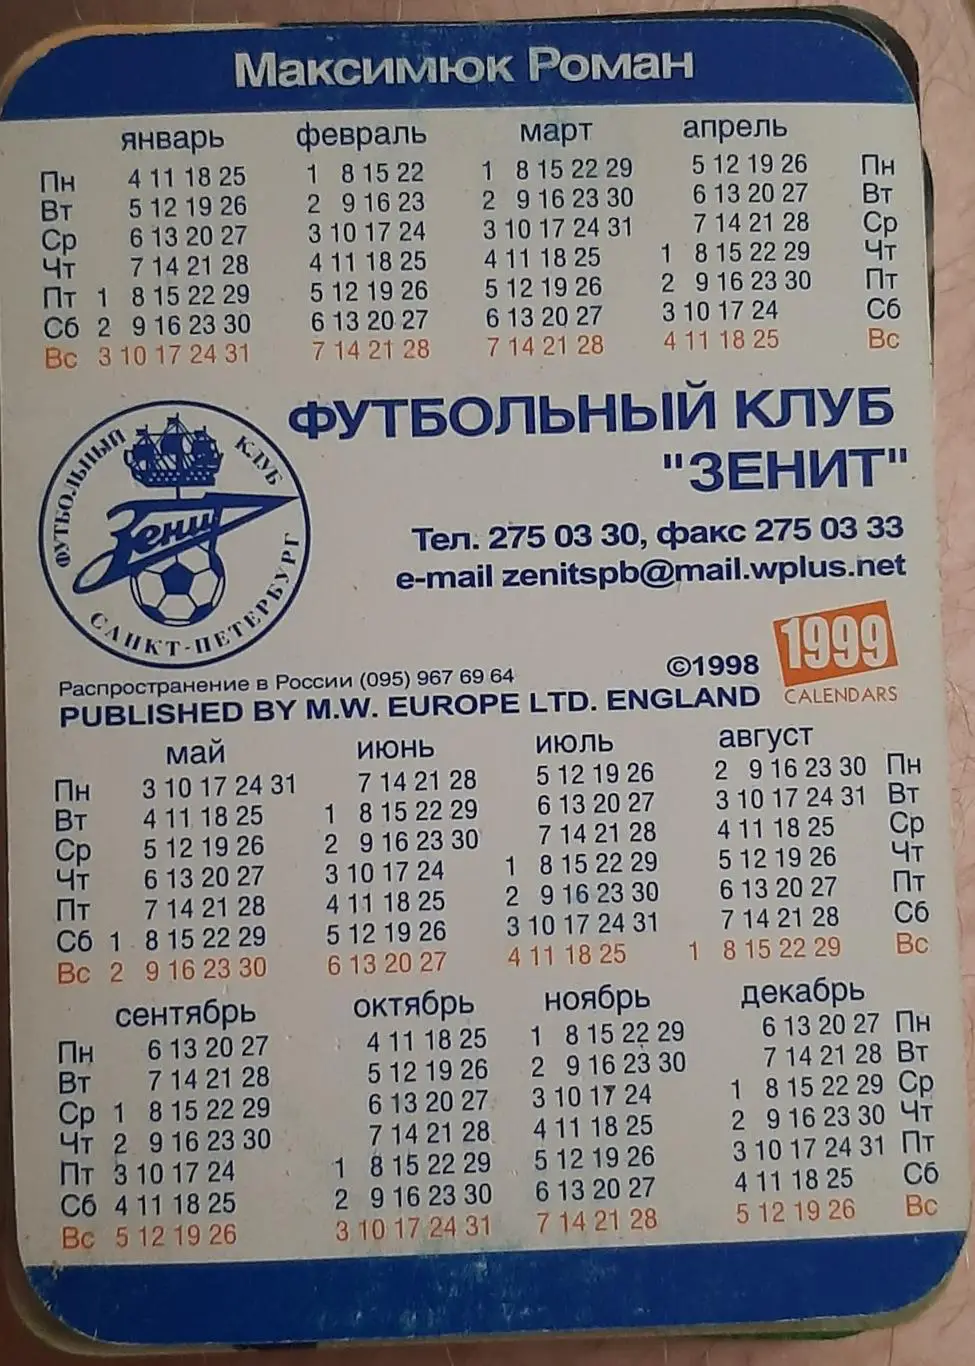 Максимюк Роман
январь февраль март апрель
Пн 4 11 18 25 1 8 15 22 1 8 15 22 29 5 12 19 26 Пн
Вт 5 12 19 26 2 9 16 23 2 9 16 23 30 6 13 20 27 Вт
Ср 6 13 20 27 3 10 17 24 3 10 17 24 31 7 14 21 28 Ср
Чт 7 14 21 28 4 11 18 25 4 11 18 25 1 8 15 22 29 Чт
Пт 1 8 15 22 29 5 12 19 26 5 12 19 26 2 9 16 23 30 Пт
Сб 2 9 16 23 30 6 13 20 27 6 13 20 27 3 10 17 24 Сб
Вс 3 10 17 24 31 7 14 21 28 7 14 21 28 4 11 18 25 Вс
ФУТБОЛЬНЫЙ КЛУБ
"ЗЕНИТ"
ФУТБОЛЬНЫЙ КЛУБ
Зенит
САНКТ-ПЕТЕРБУРГ
Тел. 275 03 30, факс 275 03 33
e-mail zenitspb@mail.wplus.net
1999
CALENDARS
©1998
Распространение в России (095) 967 69 64
PUBLISHED BY M.W. EUROPE LTD. ENGLAND
май июнь июль август
Пн 3 10 17 24 31 7 14 21 28 5 12 19 26 2 9 16 23 30 Пн
Вт 4 11 18 25 1 8 15 22 29 6 13 20 27 3 10 17 24 31 Вт
Ср 5 12 19 26 2 9 16 23 30 7 14 21 28 4 11 18 25 Ср
Чт 6 13 20 27 3 10 17 24 1 8 15 22 29 5 12 19 26 Чт
Пт 7 14 21 28 4 11 18 25 2 9 16 23 30 6 13 20 27 Пт
Сб 1 8 15 22 29 5 12 19 26 3 10 17 24 31 7 14 21 28 Сб
Вс 2 9 16 23 30 6 13 20 27 4 11 18 25 1 8 15 22 29 Вс
сентябрь октябрь ноябрь декабрь
Пн 6 13 20 27 4 11 18 25 1 8 15 22 29 6 13 20 27 Пн
Вт 7 14 21 28 5 12 19 26 2 9 16 23 30 7 14 21 28 Вт
Ср 1 8 15 22 29 6 13 20 27 3 10 17 24 1 8 15 22 29 Ср
Чт 2 9 16 23 30 7 14 21 28 4 11 18 25 2 9 16 23 30 Чт
Пт 3 10 17 24 1 8 15 22 29 5 12 19 26 3 10 17 24 31 Пт
Сб 4 11 18 25 2 9 16 23 30 6 13 20 27 4 11 18 25 Сб
Вс 5 12 19 26 3 10 17 24 31 7 14 21 28 5 12 19 26 Вс